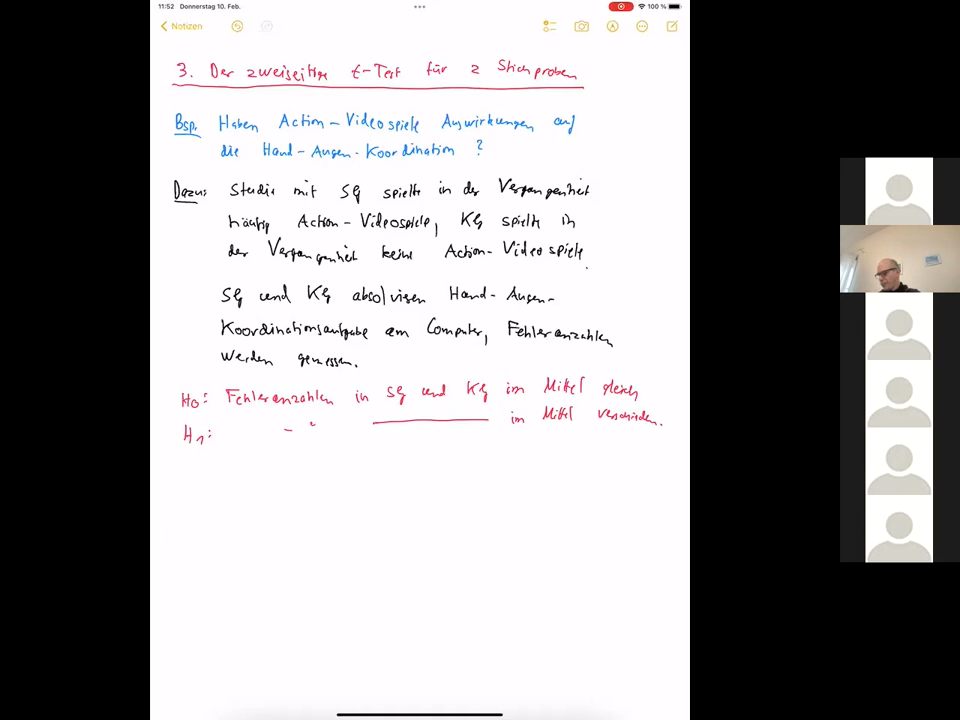 11:52 Donnerstag 10. Feb.
100 %
Notizen
3. Der zweiseitige t-Test für 2 Stichproben
Bsp. Haben Action-Videospiele Auswirkungen auf
die Hand-Augen-Koordination ?
Dazu: Studie mit SG spielte in der Vergangenheit
häufig Action-Videospiele, KG spielte in
der Vergangenheit keine Action-Videospiele.
SG und KG absolvieren Hand-Augen-
Koordinationsaufgabe am Computer, Fehleranzahlen
werden gemessen.
H0: Fehleranzahlen in SG und KG im Mittel gleich
H1: - " ——— im Mittel verschieden.